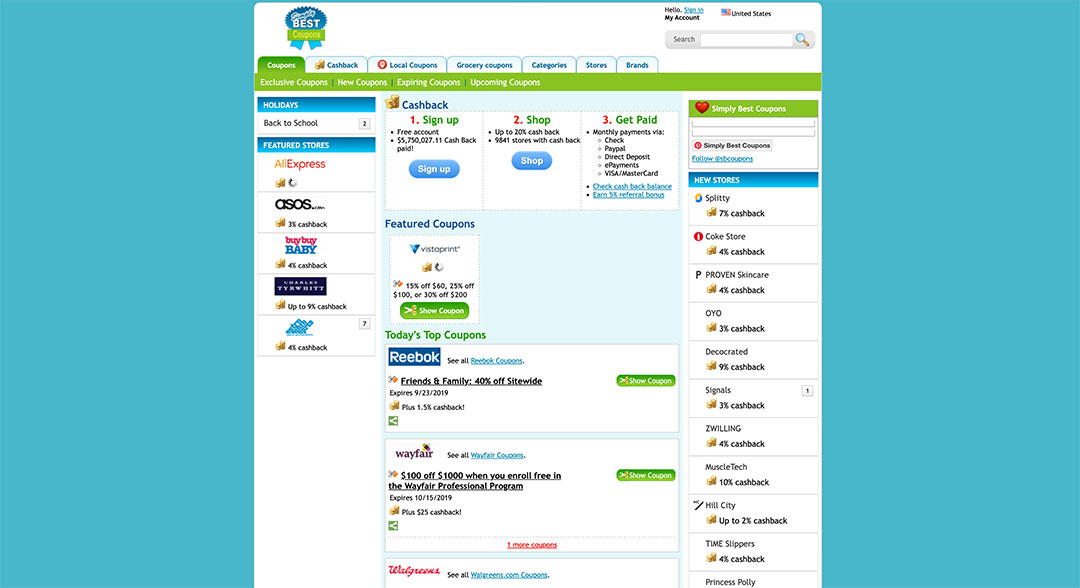 Simply
BEST
Coupons
Hello. Sign in
My Account
United States
Search
Coupons
Cashback
Local Coupons
Grocery coupons
Categories
Stores
Brands
Exclusive Coupons | New Coupons | Expiring Coupons | Upcoming Coupons
HOLIDAYS
Back to School 2
FEATURED STORES
AliExpress
asos.com
3% cashback
buybuy
BABY
4% cashback
CHARLES
TYRWHITT
Up to 9% cashback
7
4% cashback
Cashback
1. Sign up
Free account
$5,750,027.11 Cash Back
paid!
Sign up
2. Shop
Up to 20% cash back
9841 stores with cash back
Shop
3. Get Paid
Monthly payments via:
Check
Paypal
Direct Deposit
ePayments
VISA/MasterCard
Check cash back balance
Earn 5% referral bonus
Featured Coupons
vistaprint
15% off $60, 25% off
$100, or 30% off $200
Show Coupon
Today's Top Coupons
Reebok See all Reebok Coupons.
Friends & Family: 40% off Sitewide
Show Coupon
Expires 9/23/2019
Plus 1.5% cashback!
wayfair See all Wayfair Coupons.
$100 off $1000 when you enroll free in
the Wayfair Professional Program
Show Coupon
Expires 10/15/2019
Plus $25 cashback!
1 more coupons
Walgreens See all Walgreens.com Coupons.
Simply Best Coupons
Simply Best Coupons
Follow @sbcoupons
NEW STORES
Splitty
7% cashback
Coke Store
4% cashback
P PROVEN Skincare
4% cashback
OYO
3% cashback
Decocrated
9% cashback
Signals 1
3% cashback
ZWILLING
4% cashback
MuscleTech
10% cashback
Hill City
Up to 2% cashback
TIME Slippers
4% cashback
Princess Polly